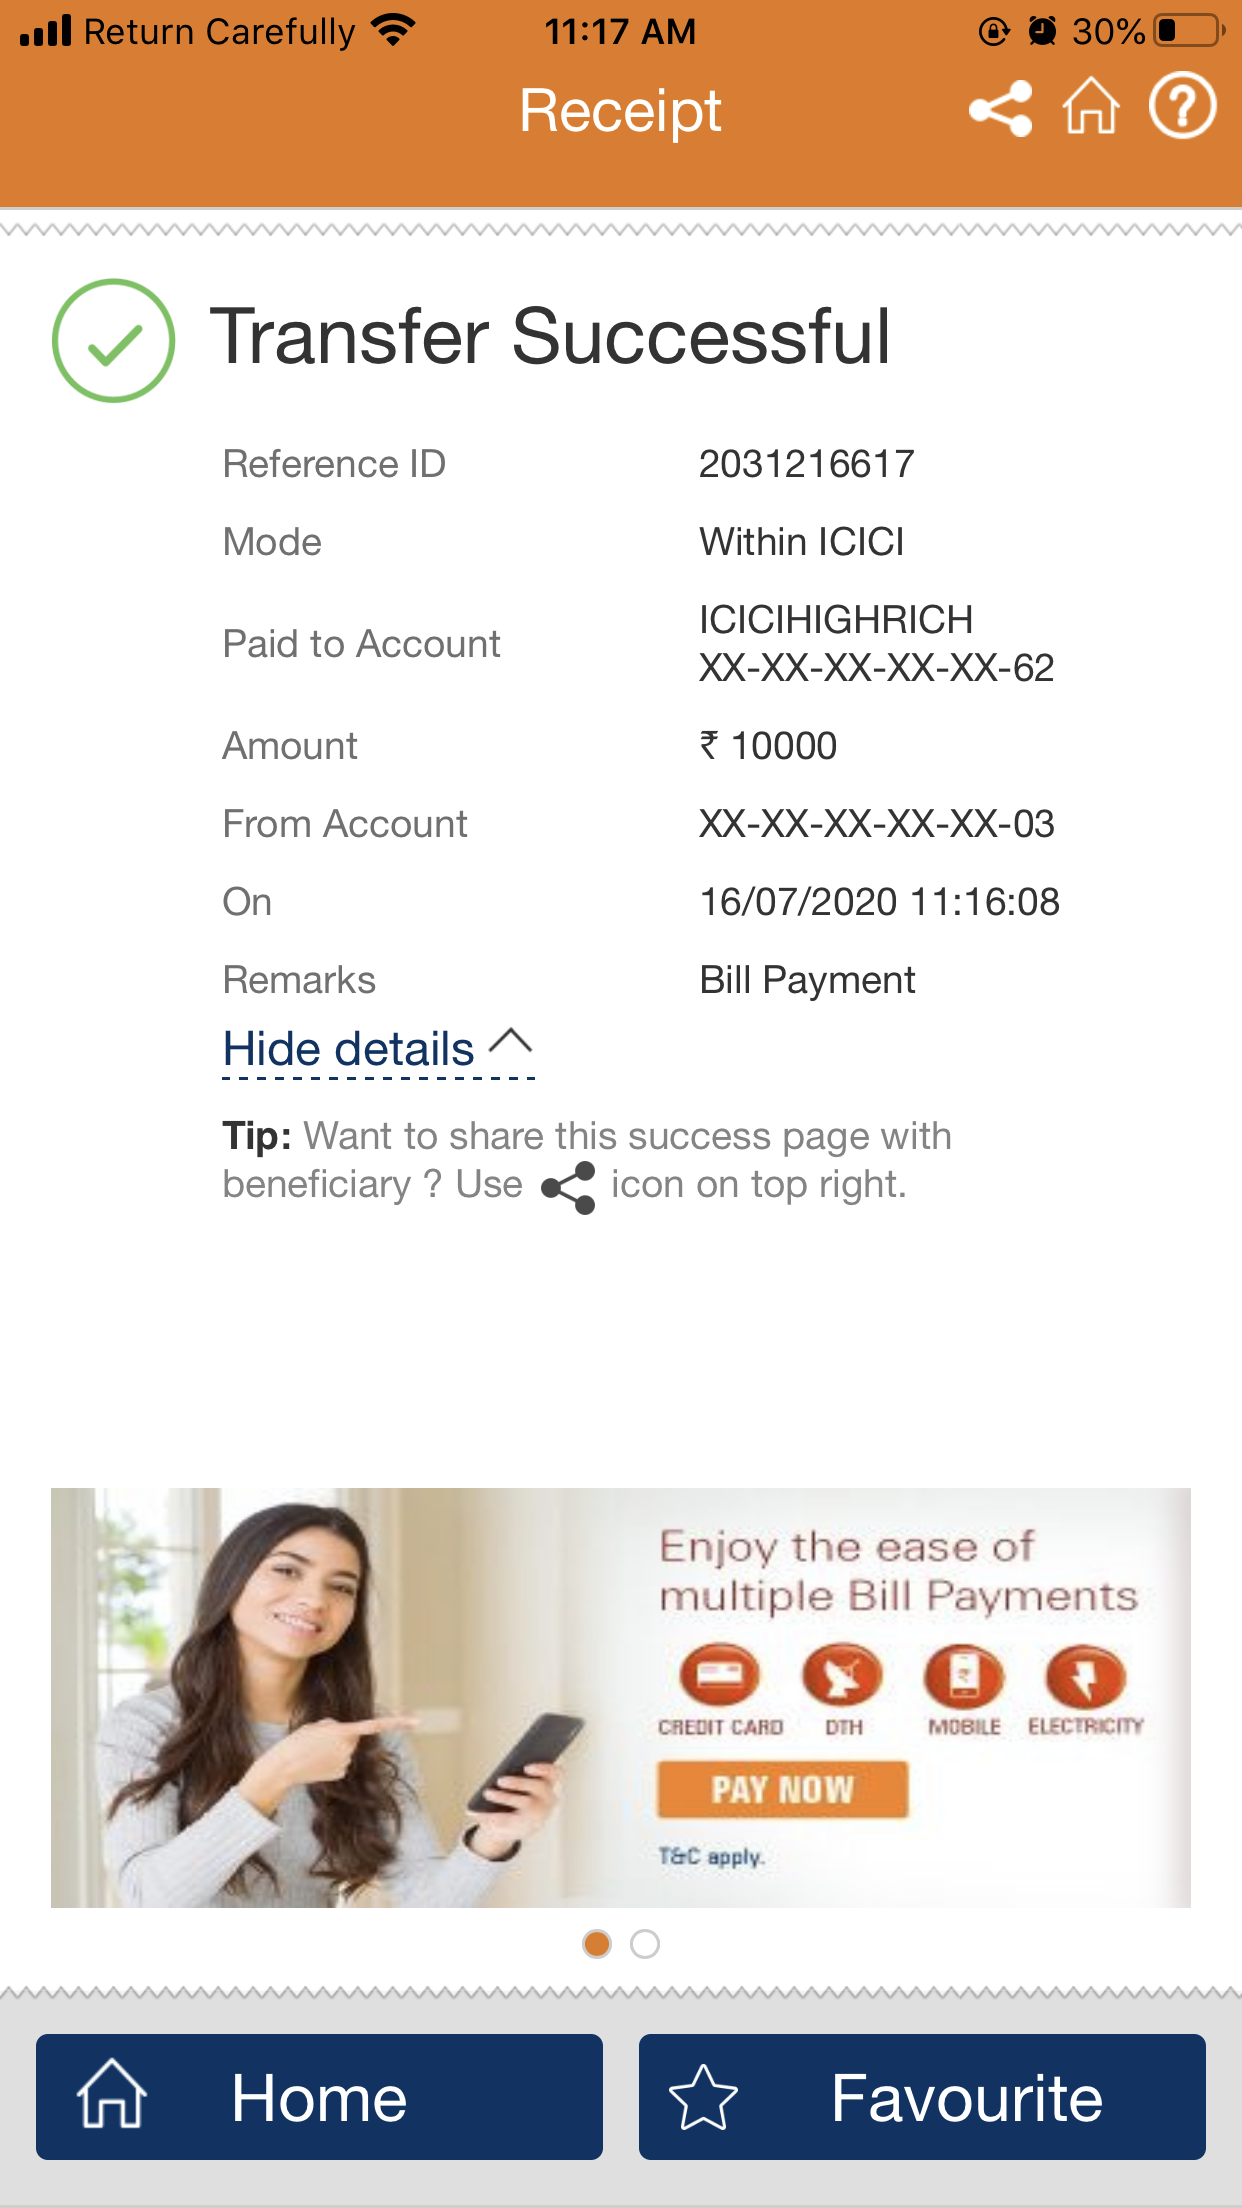 Return Carefully 11:17 AM 30%
Receipt
Transfer Successful
Reference ID 2031216617
Mode Within ICICI
Paid to Account ICICIHIGHRICH
XX-XX-XX-XX-XX-62
Amount ₹ 10000
From Account XX-XX-XX-XX-XX-03
On 16/07/2020 11:16:08
Remarks Bill Payment
Hide details
Tip: Want to share this success page with
beneficiary ? Use icon on top right.
Enjoy the ease of
multiple Bill Payments
CREDIT CARD DTH MOBILE ELECTRICITY
PAY NOW
T&C apply.
Home Favourite